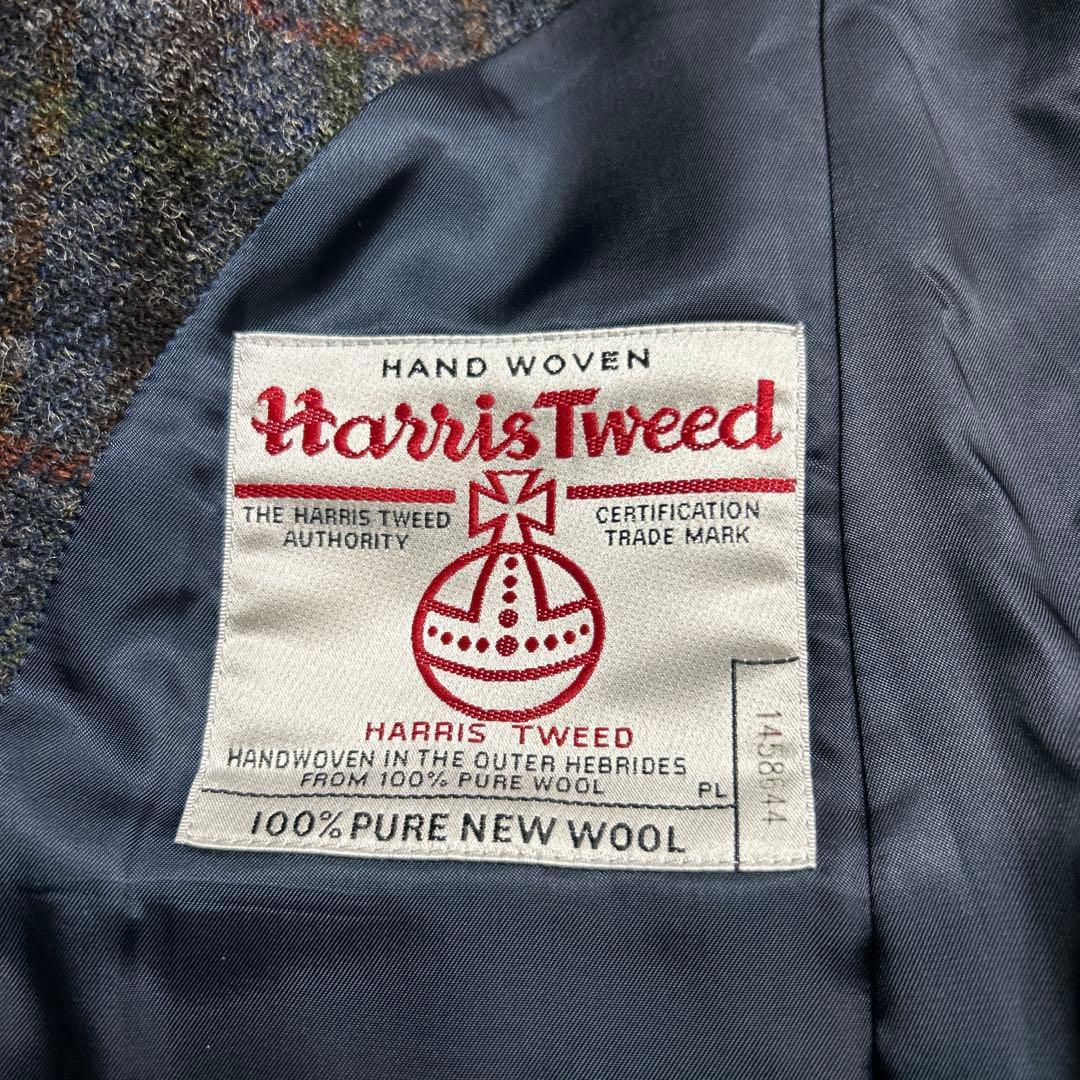 HAND WOVEN
Harris Tweed
THE HARRIS TWEED
AUTHORITY
CERTIFICATION
TRADE MARK
HARRIS TWEED
HANDWOVEN IN THE OUTER HEBRIDES
FROM 100% PURE WOOL
PL
100% PURE NEW WOOL
1458644